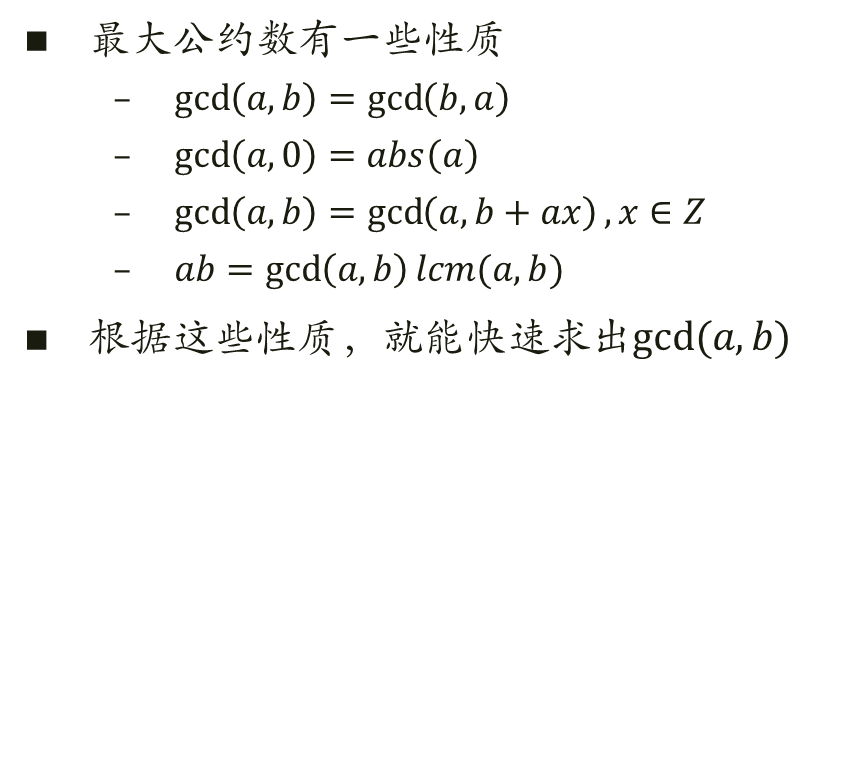 ■ 最大公约数有一些性质
– gcd(a, b) = gcd(b, a)
– gcd(a, 0) = abs(a)
– gcd(a, b) = gcd(a, b + ax) , x ∈ Z
– ab = gcd(a, b) lcm(a, b)
■ 根据这些性质，就能快速求出gcd(a, b)